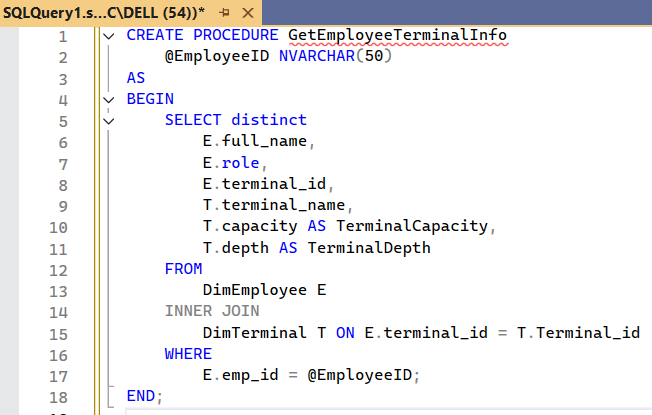 SQLQuery1.s...C\DELL (54))*
1 CREATE PROCEDURE GetEmployeeTerminalInfo
2 @EmployeeID NVARCHAR(50)
3 AS
4 BEGIN
5 SELECT distinct
6 E.full_name,
7 E.role,
8 E.terminal_id,
9 T.terminal_name,
10 T.capacity AS TerminalCapacity,
11 T.depth AS TerminalDepth
12 FROM
13 DimEmployee E
14 INNER JOIN
15 DimTerminal T ON E.terminal_id = T.Terminal_id
16 WHERE
17 E.emp_id = @EmployeeID;
18 END;